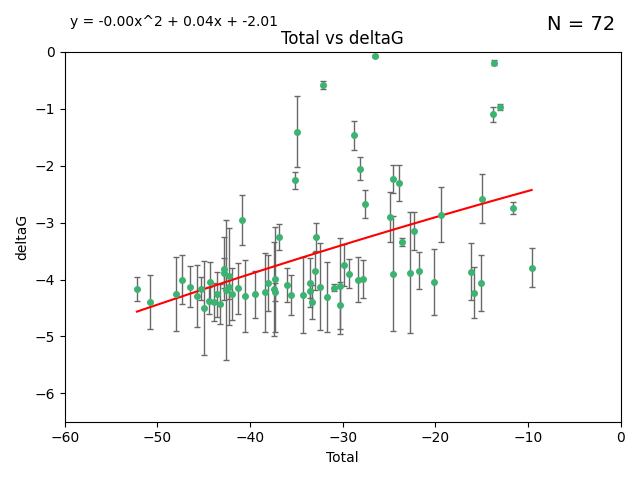 y = -0.00x^2 + 0.04x + -2.01
N = 72
Total vs deltaG
0
−1
−2
−3
−4
−5
−6
deltaG
−60 −50 −40 −30 −20 −10 0
Total